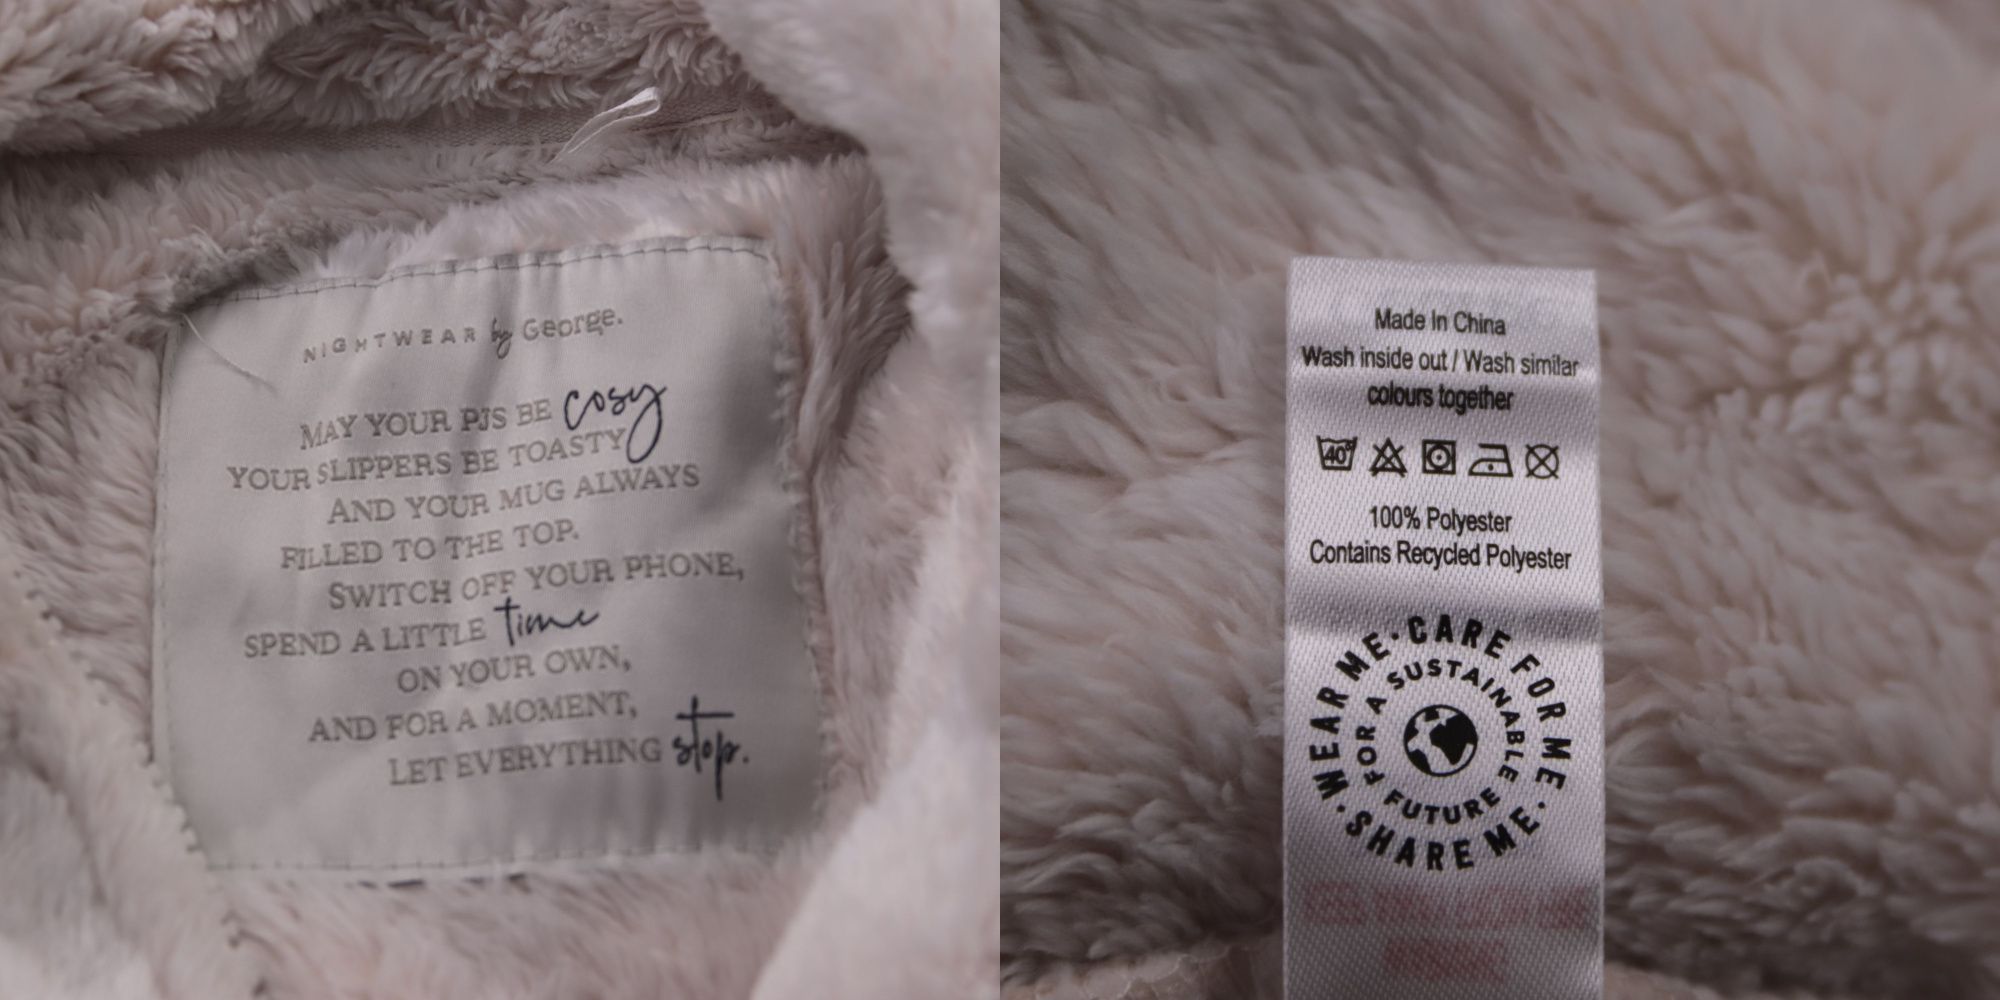 NIGHTWEAR by George.
MAY YOUR PJS BE cosy
YOUR SLIPPERS BE TOASTY
AND YOUR MUG ALWAYS
FILLED TO THE TOP.
SWITCH OFF YOUR PHONE,
SPEND A LITTLE time
ON YOUR OWN,
AND FOR A MOMENT,
LET EVERYTHING stop.
Made In China
Wash inside out / Wash similar
colours together
40°
100% Polyester
Contains Recycled Polyester
WEAR ME · CARE FOR ME · SHARE ME ·
FOR A SUSTAINABLE FUTURE